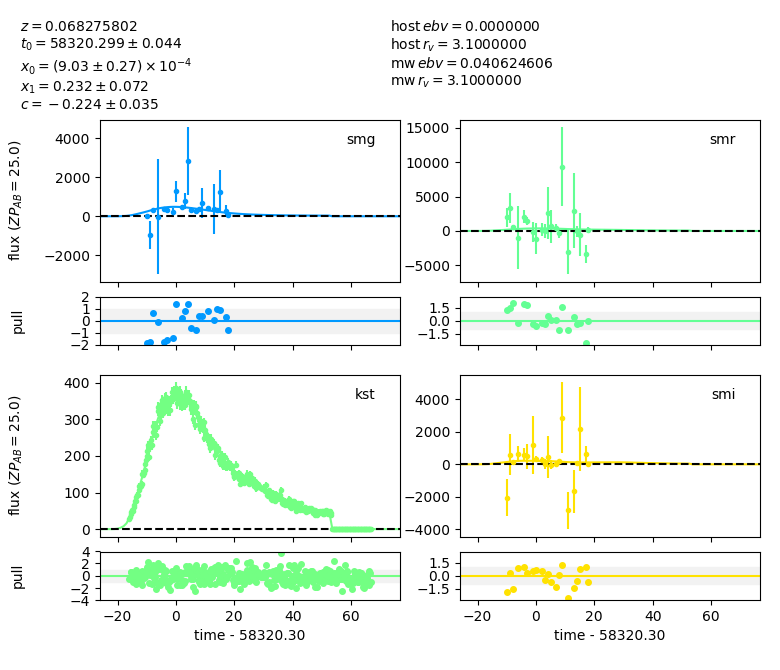 z = 0.068275802
t₀ = 58320.299 ± 0.044
x₀ = (9.03 ± 0.27) × 10⁻⁴
x₁ = 0.232 ± 0.072
c = −0.224 ± 0.035
host ebv = 0.0000000
host r_v = 3.1000000
mw ebv = 0.040624606
mw r_v = 3.1000000
smg
4000
2000
0
−2000
flux (ZP_AB = 25.0)
smr
15000
10000
5000
0
−5000
2
1
0
−1
−2
pull
1.5
0.0
−1.5
kst
400
300
200
100
0
flux (ZP_AB = 25.0)
smi
4000
2000
0
−2000
−4000
4
2
0
−2
−4
pull
−20 0 20 40 60
time - 58320.30
1.5
0.0
−1.5
−20 0 20 40 60
time - 58320.30